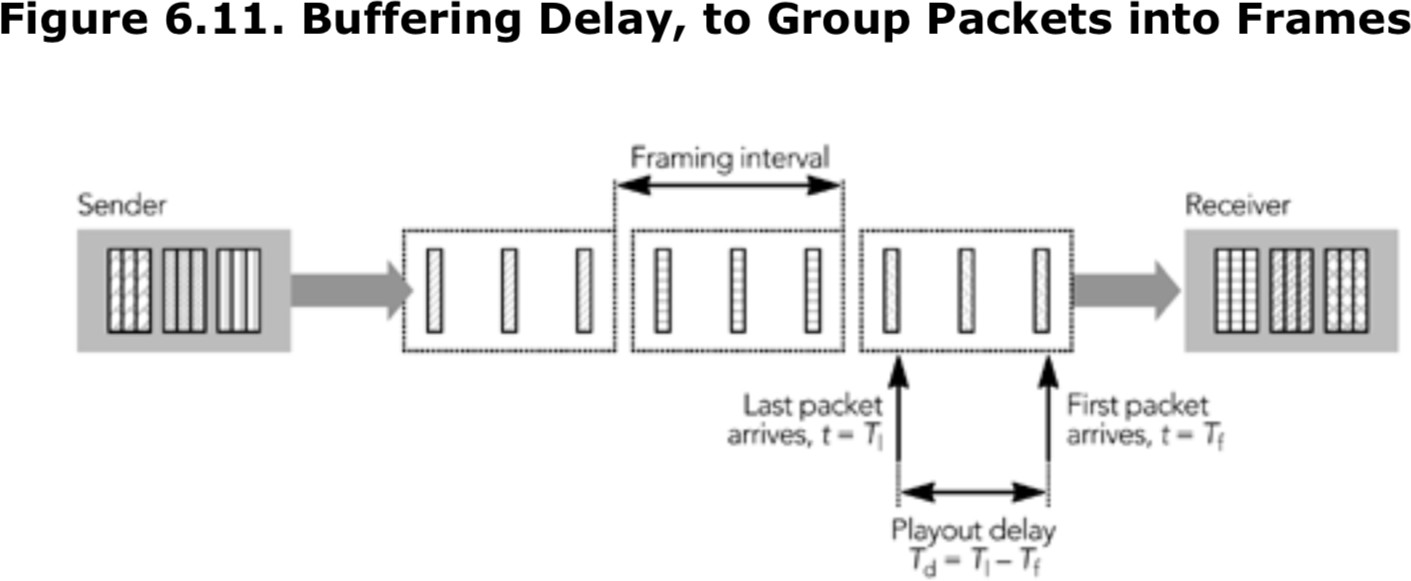 Figure 6.11. Buffering Delay, to Group Packets into Frames
Framing interval
Sender
Receiver
Last packet
arrives, t = Tl
First packet
arrives, t = Tf
Playout delay
Td = Tl – Tf